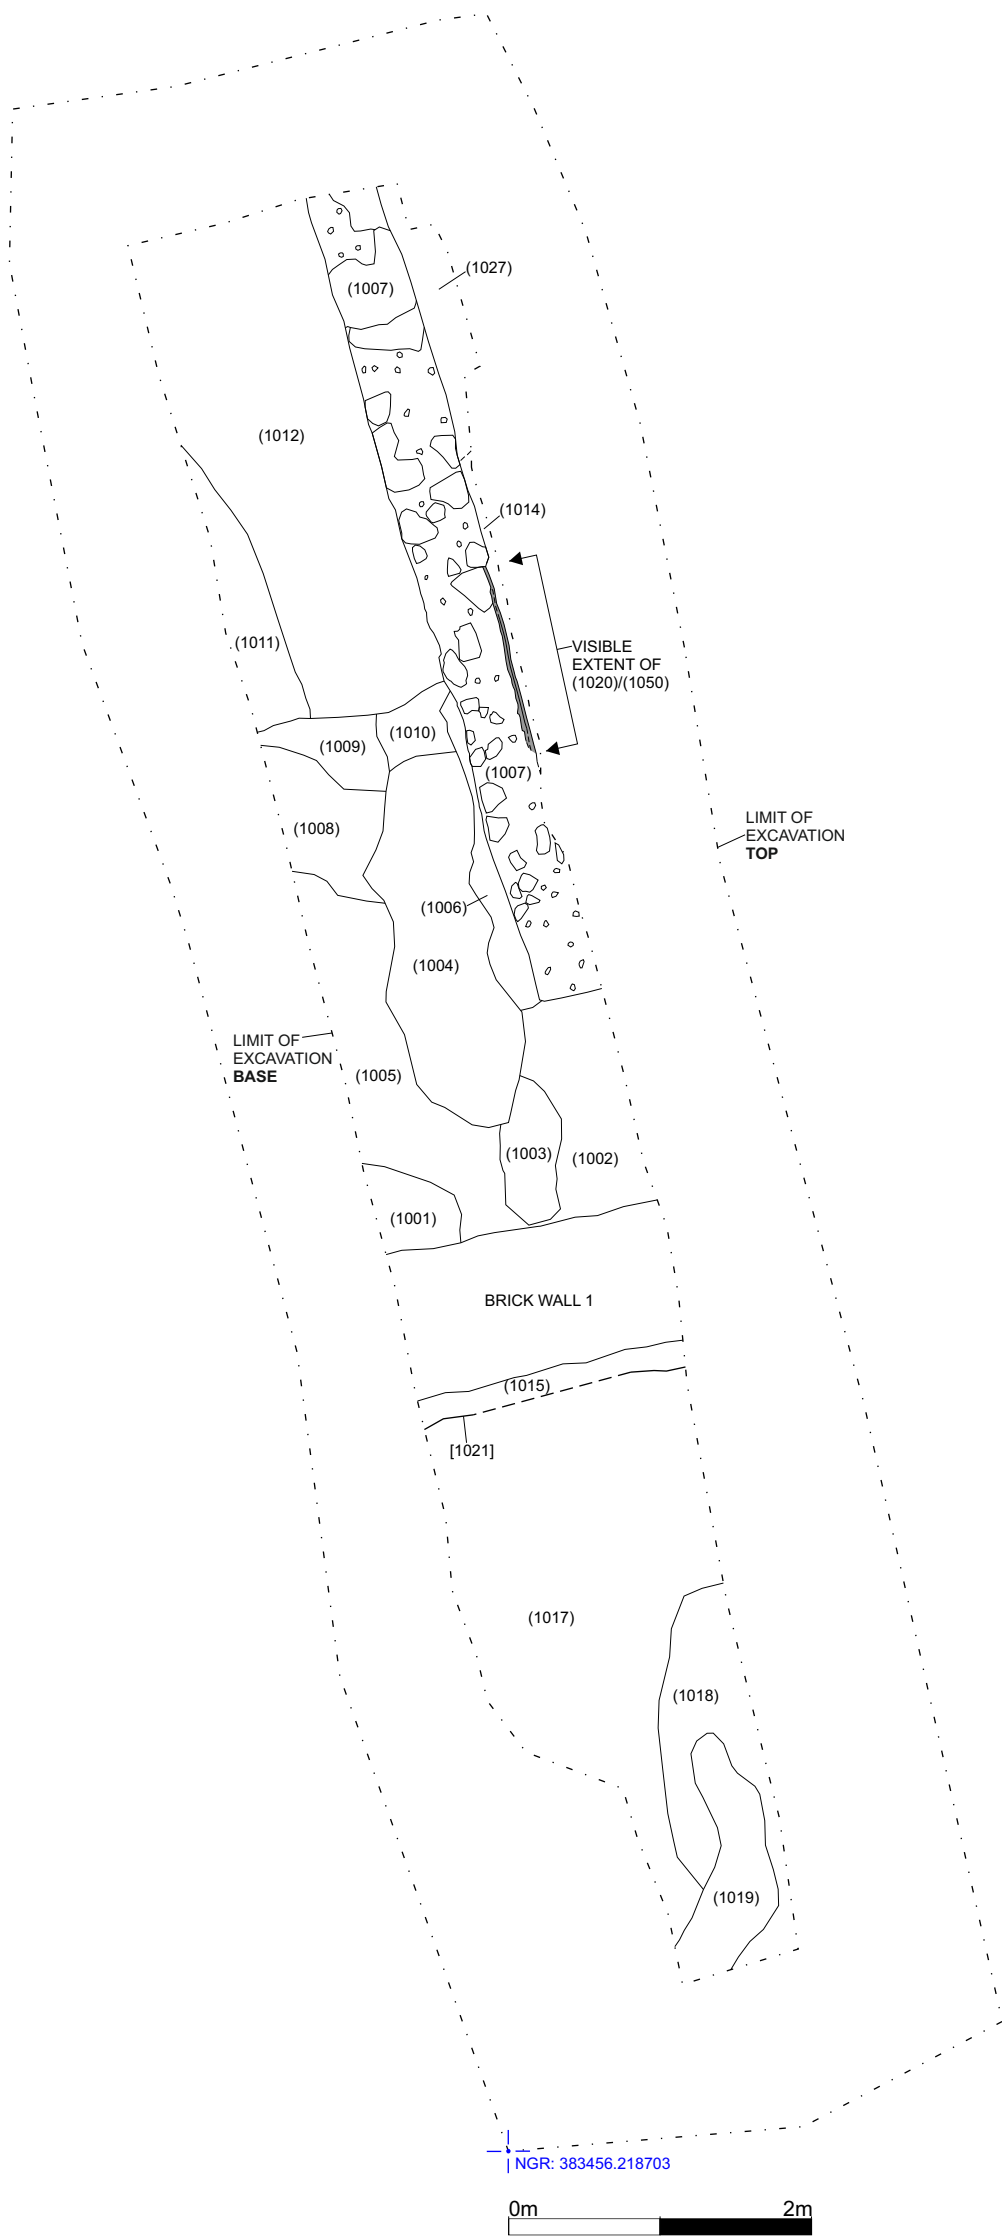 (1027)
(1007)
(1012)
(1014)
(1011)
VISIBLE
EXTENT OF
(1020)/(1050)
(1010)
(1009)
(1007)
(1008)
LIMIT OF
EXCAVATION
TOP
(1006)
(1004)
LIMIT OF
EXCAVATION
BASE
(1005)
(1003)
(1002)
(1001)
BRICK WALL 1
(1015)
[1021]
(1017)
(1018)
(1019)
NGR: 383456.218703
0m 2m